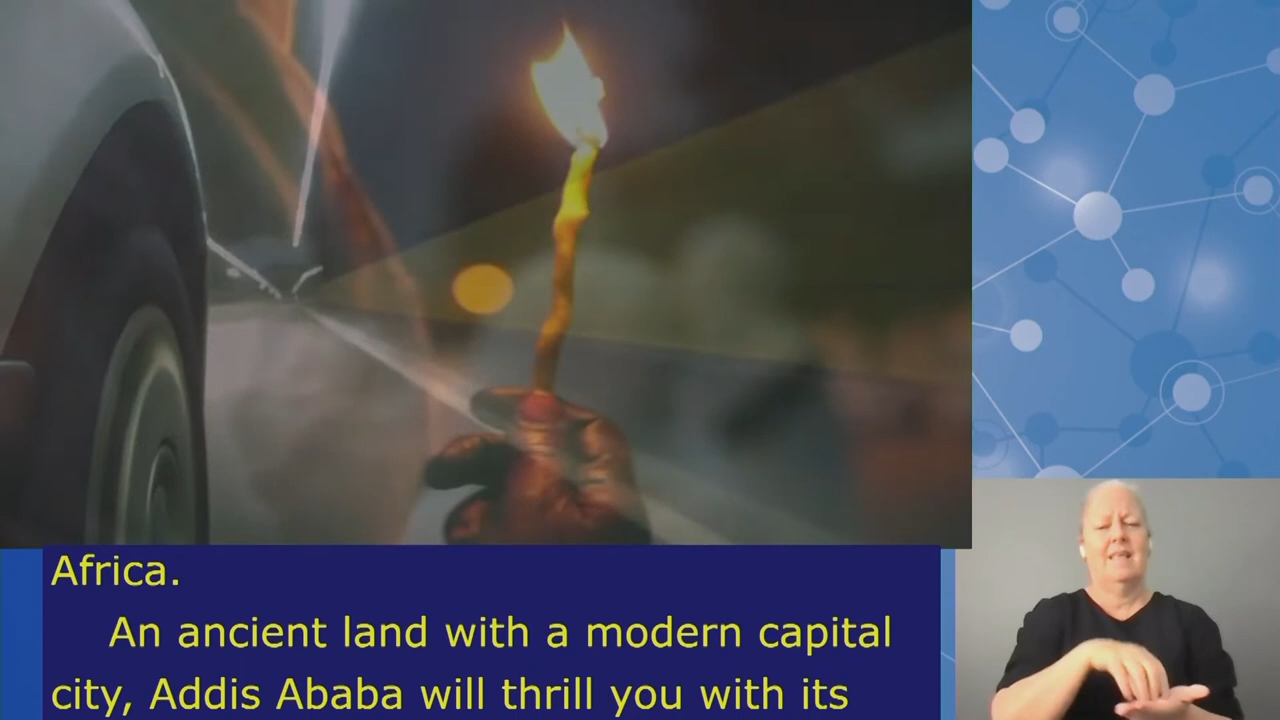 Africa.
An ancient land with a modern capital
city, Addis Ababa will thrill you with its